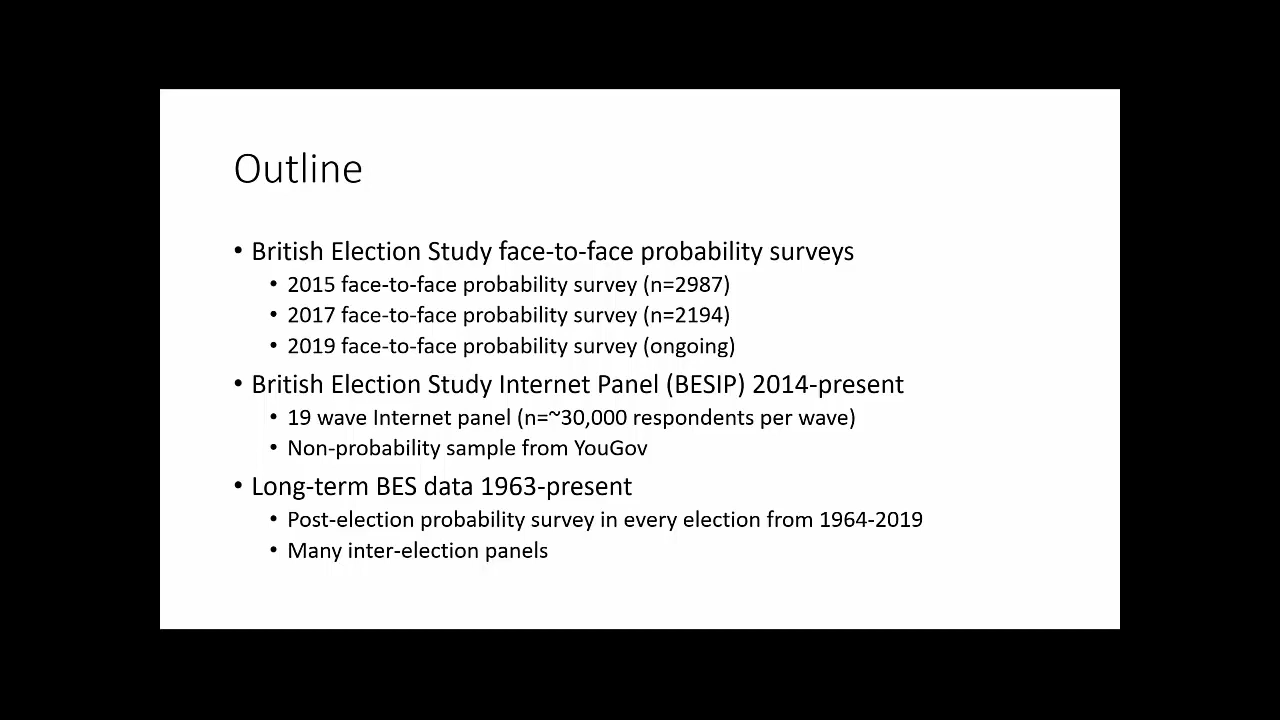 Outline
• British Election Study face-to-face probability surveys
• 2015 face-to-face probability survey (n=2987)
• 2017 face-to-face probability survey (n=2194)
• 2019 face-to-face probability survey (ongoing)
• British Election Study Internet Panel (BESIP) 2014-present
• 19 wave Internet panel (n=~30,000 respondents per wave)
• Non-probability sample from YouGov
• Long-term BES data 1963-present
• Post-election probability survey in every election from 1964-2019
• Many inter-election panels